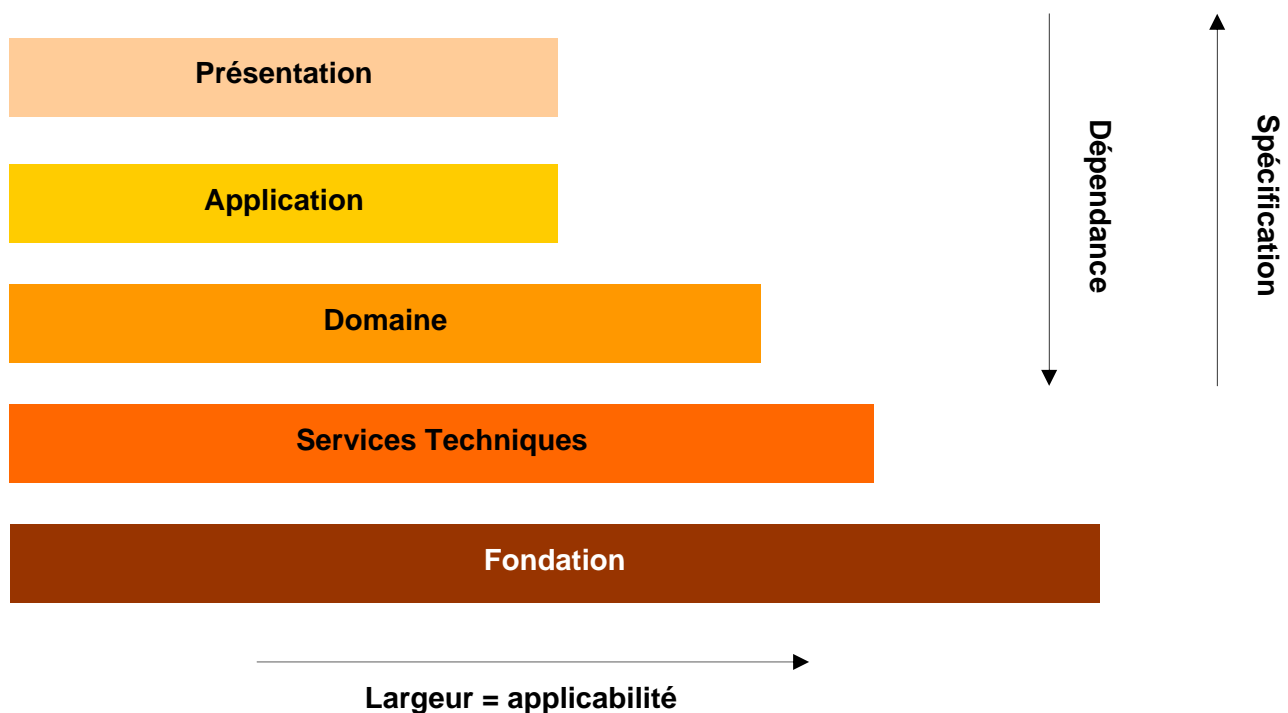 Présentation
Application
Domaine
Services Techniques
Fondation
Largeur = applicabilité
Dépendance
Spécification